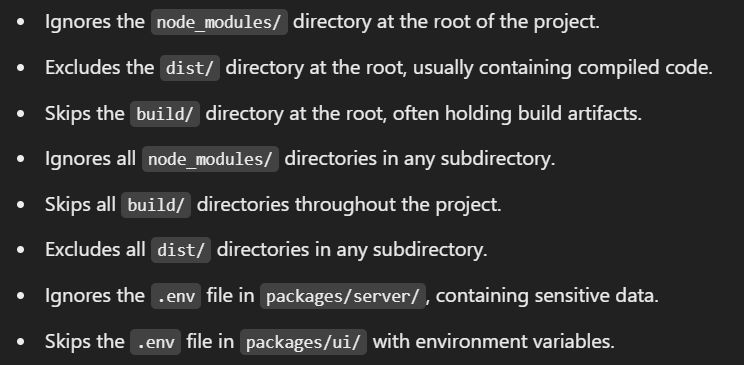 • Ignores the node_modules/ directory at the root of the project.
• Excludes the dist/ directory at the root, usually containing compiled code.
• Skips the build/ directory at the root, often holding build artifacts.
• Ignores all node_modules/ directories in any subdirectory.
• Skips all build/ directories throughout the project.
• Excludes all dist/ directories in any subdirectory.
• Ignores the .env file in packages/server/, containing sensitive data.
• Skips the .env file in packages/ui/ with environment variables.